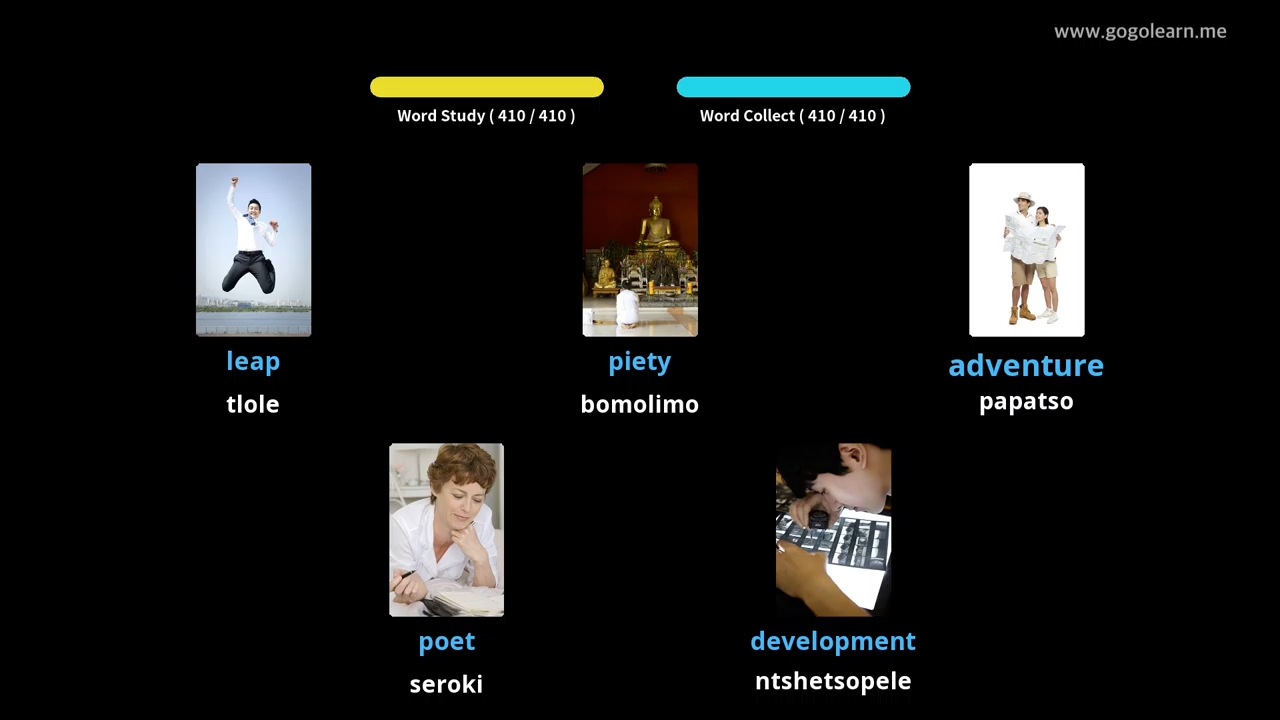 www.gogolearn.me
Word Study ( 410 / 410 )
Word Collect ( 410 / 410 )
leap
tlole
piety
bomolimo
adventure
papatso
poet
seroki
development
ntshetsopele